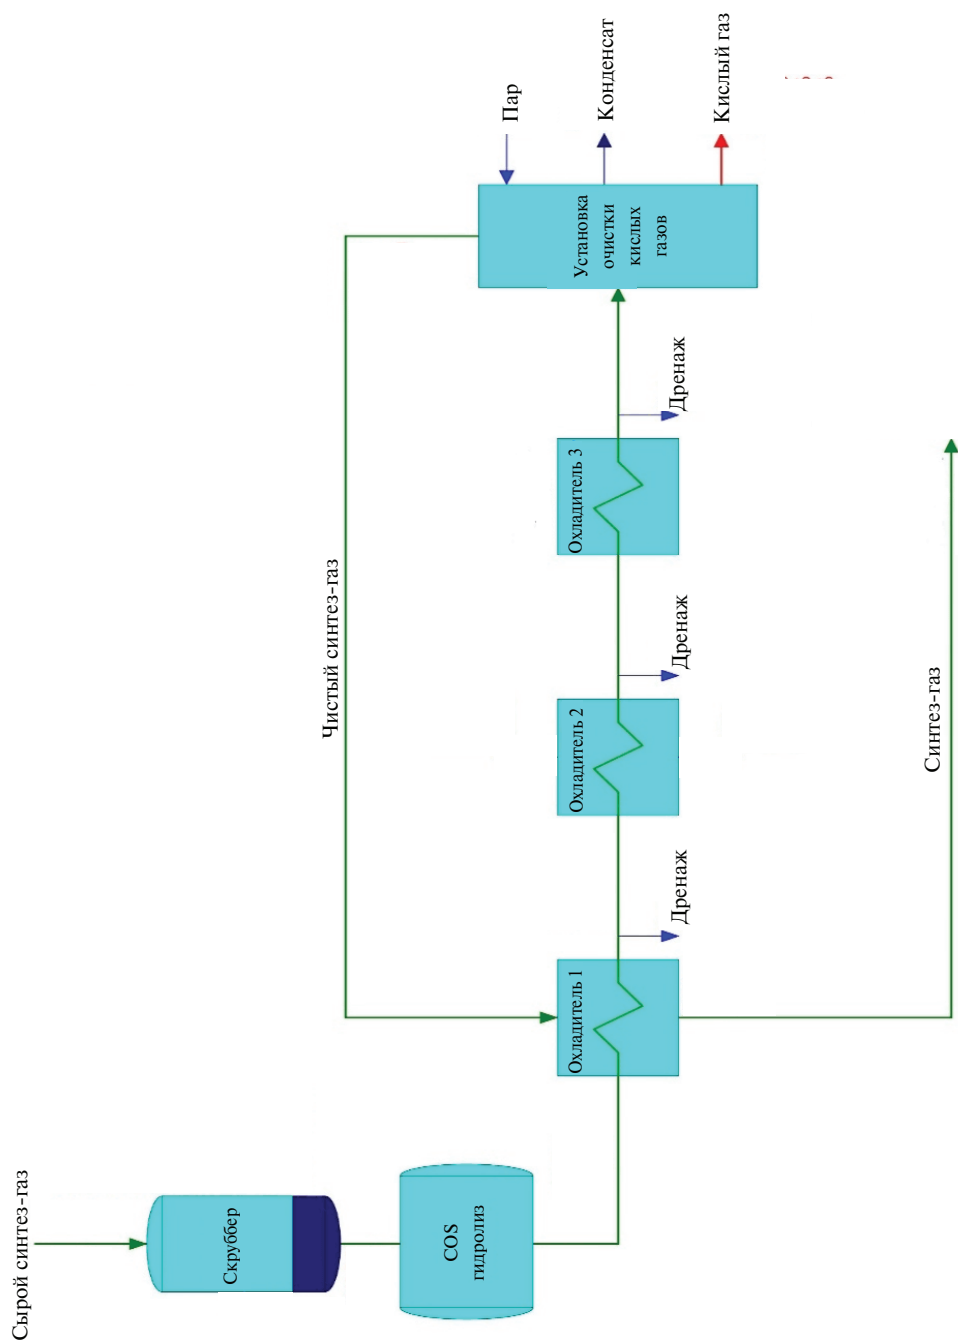 Сырой синтез-газ
Скруббер
COS
гидролиз
Охладитель 1
Дренаж
Охладитель 2
Дренаж
Охладитель 3
Дренаж
Установка
очистки
кислых
газов
Пар
Конденсат
Кислый газ
Чистый синтез-газ
Синтез-газ